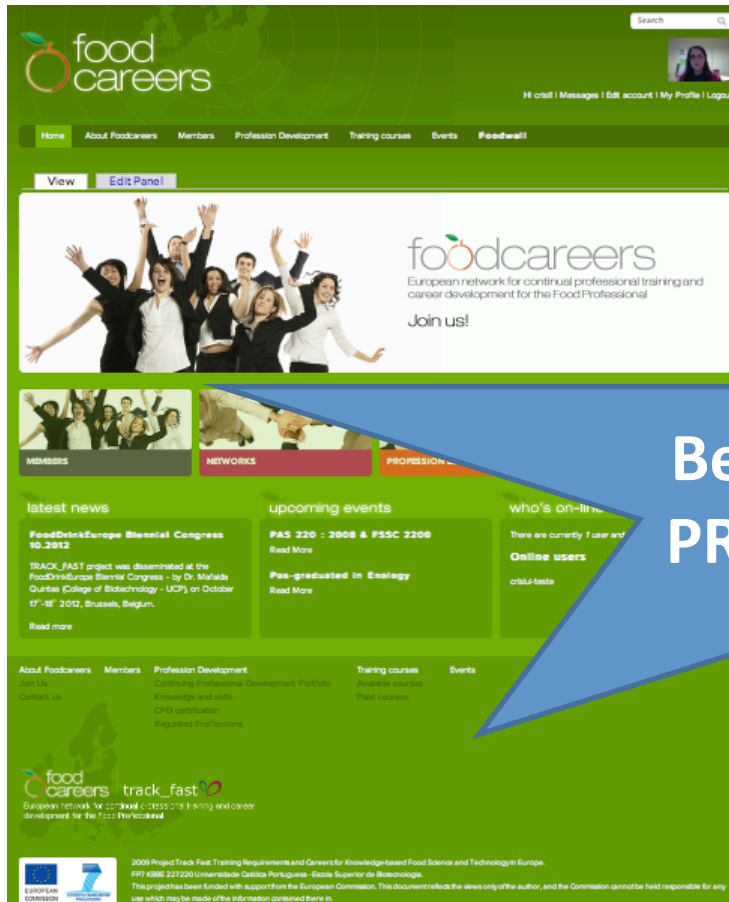 Search
food
careers
Hi crisil | Messages | Edit account | My Profile | Logout
Home About Foodcareers Members Profession Development Training courses Events Foodwall
View Edit Panel
foodcareers
European network for continual professional training and
career development for the Food Professional
Join us!
MEMBERS
NETWORKS
latest news
FoodDrinkEurope Biennial Congress
10.2012
TRACK_FAST project was disseminated at the
FoodDrinkEurope Biennial Congress - by Dr. Mafalda
Quintas (College of Biotechnology - UCP), on October
17th-18th 2012, Brussels, Belgium.
Read more
upcoming events
PAS 220 : 2008 & FSSC 2200
Read More
Pos-graduated in Enology
Read More
There are currently 1 user and
Online users
crislul-teste
Be
PR
About Foodcareers Members Profession Development Training courses Events
Join Us Continuing Professional Development Portfolio Available courses
Contact us Knowledge and skills Past courses
CPD certification
Regulated Proffessions
food
careers track_fast
European network for continual professional training and career
development for the Food Professional
EUROPEAN
COMMISSION
2009 Project Track Fast Training Requirements and Careers for Knowledge-based Food Science and Technology in Europe.
FP7 KBBE 227220 Universidade Católica Portuguesa -Escola Superior de Biotecnologia.
This project has been funded with support from the European Commission. This document reflects the views only of the author, and the Commission cannot be held responsible for any
use which may be made of the information contained there in.